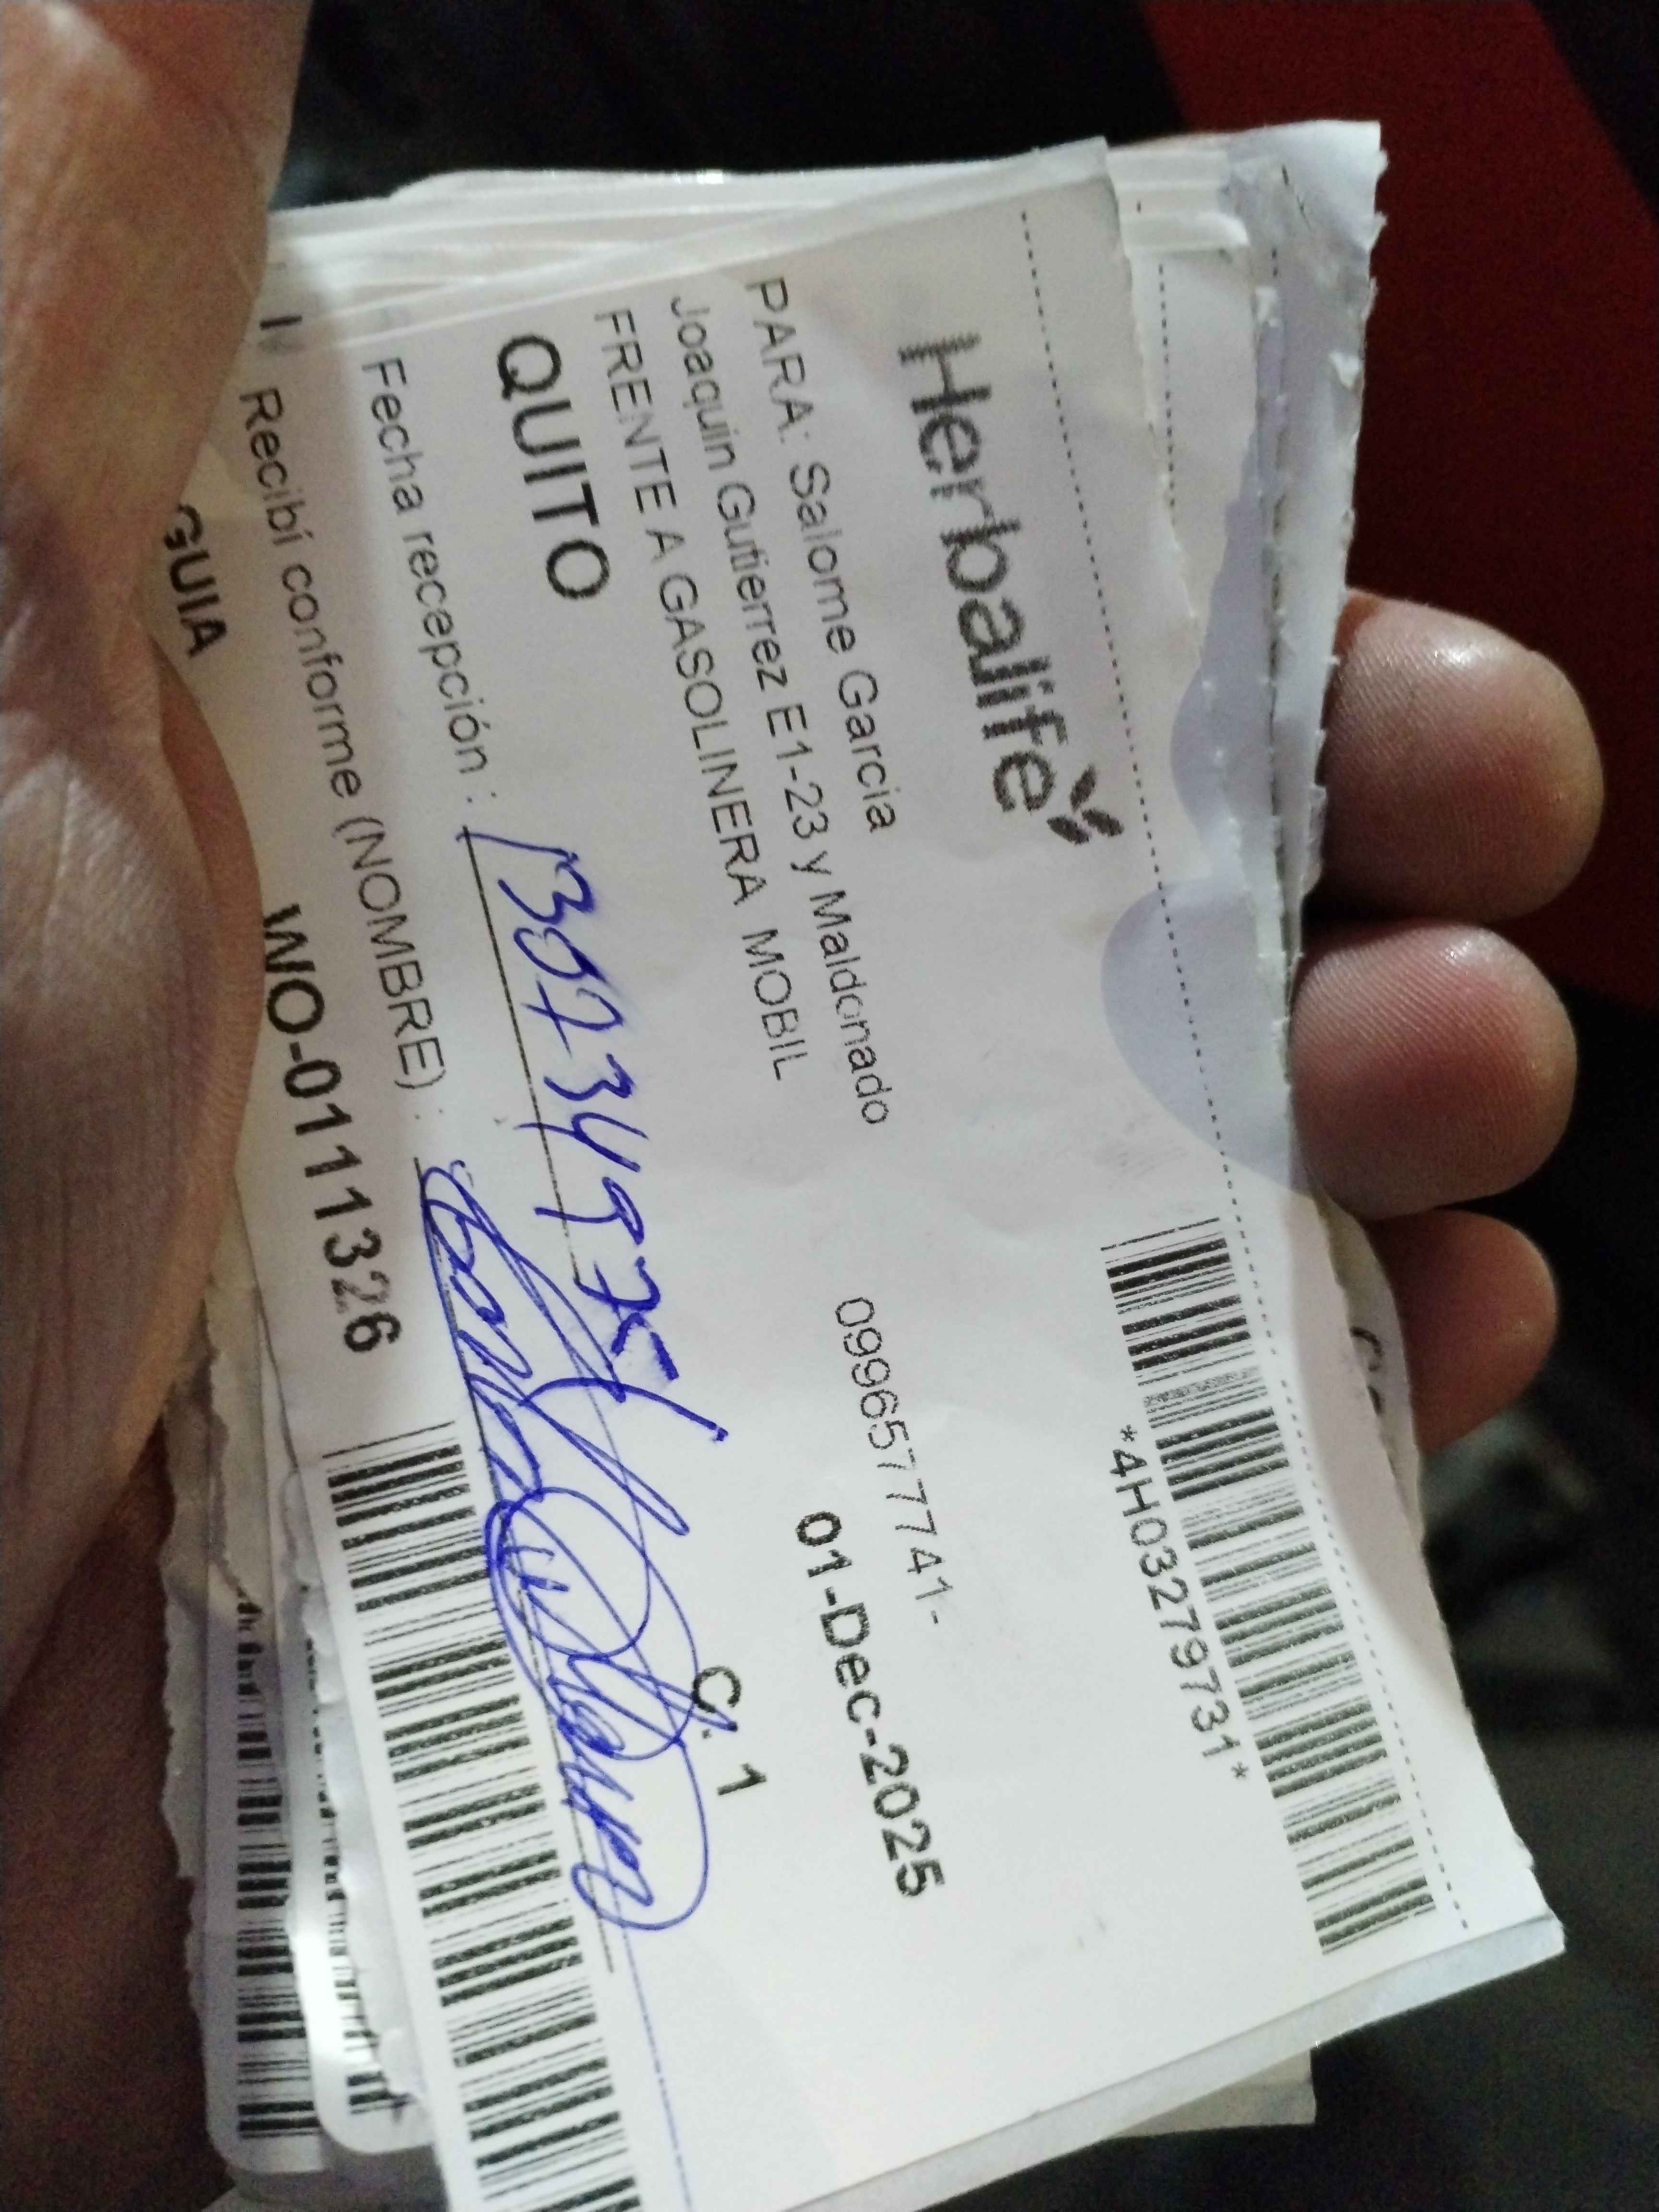 *4H03279731*
Herbalife
PARA: Salome Garcia 0996577741-
Joaquin Gutierrez E1-23 y Maldonado
FRENTE A GASOLINERA MOBIL 01-Dec-2025
QUITO C. 1
Fecha recepción :
Recibí conforme (NOMBRE) :
GUIA WO-0111326